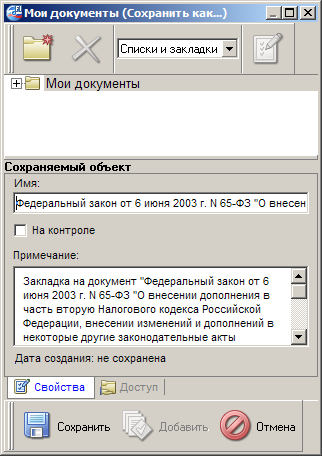 Мои документы (Сохранить как...)
Списки и закладки
Мои документы
Сохраняемый объект
Имя:
Федеральный закон от 6 июня 2003 г. N 65-ФЗ "О внесен
На контроле
Примечание:
Закладка на документ "Федеральный закон от 6
июня 2003 г. N 65-ФЗ "О внесении дополнения в
часть вторую Налогового кодекса Российской
Федерации, внесении изменений и дополнений в
некоторые другие законодательные акты
Дата создания: не сохранена
Свойства Доступ
Сохранить Добавить Отмена